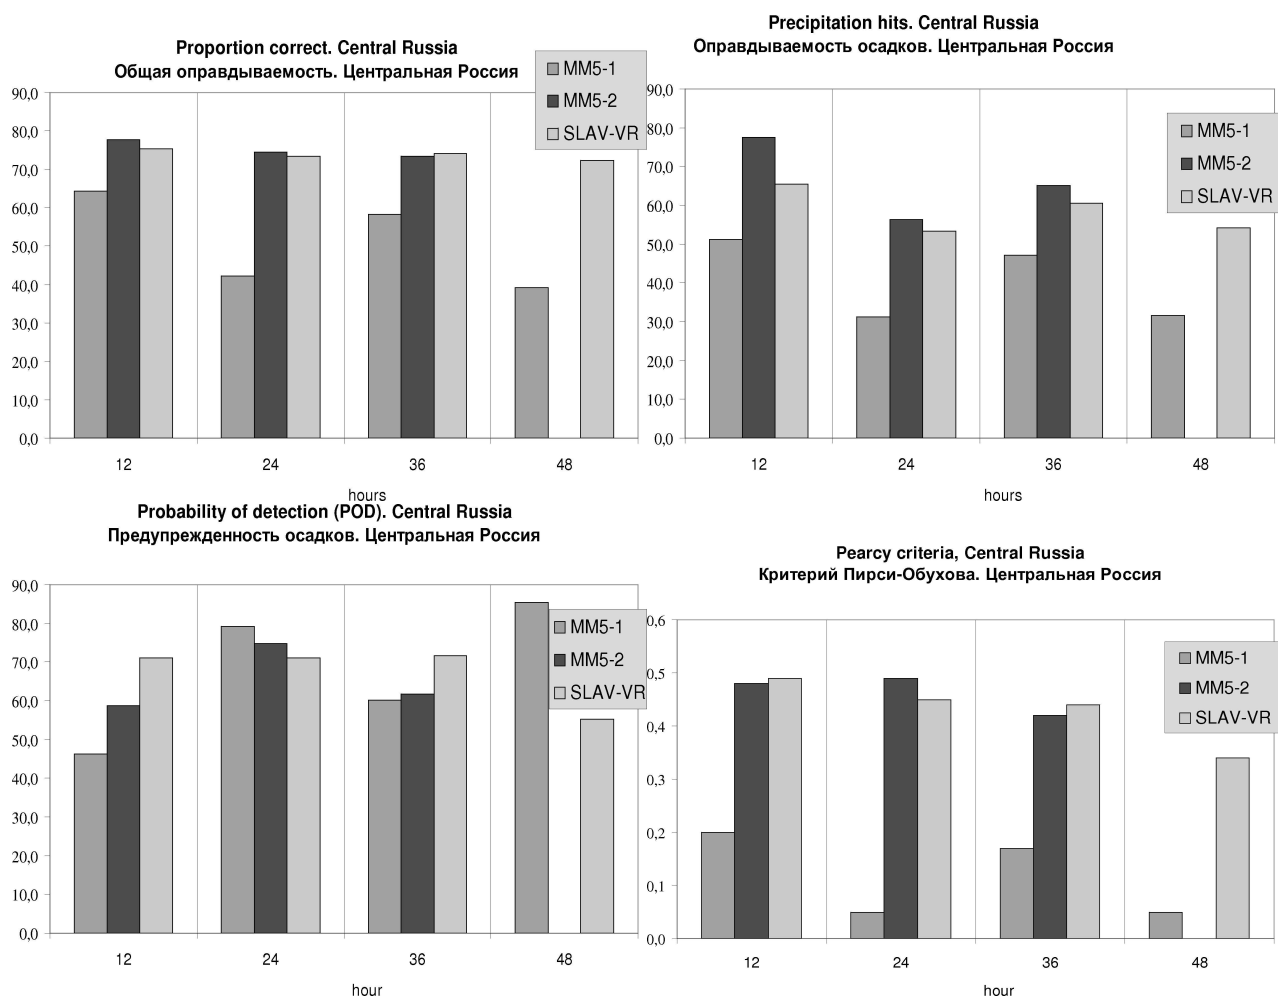 Proportion correct. Central Russia
Общая оправдываемость. Центральная Россия
MM5-1
MM5-2
SLAV-VR
90,0
80,0
70,0
60,0
50,0
40,0
30,0
20,0
10,0
0,0
12
24
36
48
hours
Precipitation hits. Central Russia
Оправдываемость осадков. Центральная Россия
MM5-1
MM5-2
SLAV-VR
90,0
80,0
70,0
60,0
50,0
40,0
30,0
20,0
10,0
0,0
12
24
36
48
hours
Probability of detection (POD). Central Russia
Предупрежденность осадков. Центральная Россия
MM5-1
MM5-2
SLAV-VR
90,0
80,0
70,0
60,0
50,0
40,0
30,0
20,0
10,0
0,0
12
24
36
48
hour
Pearcy criteria, Central Russia
Критерий Пирси-Обухова. Центральная Россия
MM5-1
MM5-2
SLAV-VR
0,6
0,5
0,4
0,3
0,2
0,1
0,0
12
24
36
48
hour